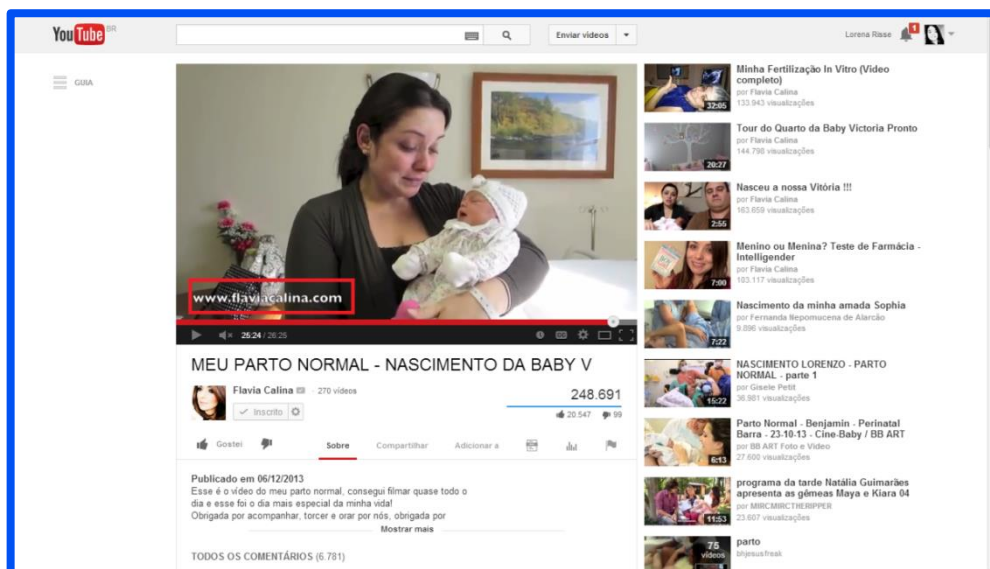 YouTube BR
Enviar vídeos
Lorena Risse
1
GUIA
www.flaviacalina.com
25:24 / 26:25
MEU PARTO NORMAL - NASCIMENTO DA BABY V
Flavia Calina
270 vídeos
Inscrito
248.691
20.547
99
Gostei
Sobre
Compartilhar
Adicionar a
Publicado em 06/12/2013
Esse é o vídeo do meu parto normal, consegui filmar quase todo o
dia e esse foi o dia mais especial da minha vida!
Obrigada por acompanhar, torcer e orar por nós, obrigada por
Mostrar mais
TODOS OS COMENTÁRIOS (6.781)
Minha Fertilização In Vitro (Video
completo)
por Flavia Calina
133.943 visualizações
32:05
Tour do Quarto da Baby Victoria Pronto
por Flavia Calina
144.798 visualizações
20:27
Nasceu a nossa Vitória !!!
por Flavia Calina
163.659 visualizações
2:55
Menino ou Menina? Teste de Farmácia -
Intelligender
por Flavia Calina
103.117 visualizações
7:00
Nascimento da minha amada Sophia
por Fernanda Nepomucena de Alarcão
9.896 visualizações
7:22
NASCIMENTO LORENZO - PARTO
NORMAL - parte 1
por Gisele Petit
36.981 visualizações
15:22
Parto Normal - Benjamin - Perinatal
Barra - 23-10-13 - Cine-Baby / BB ART
por BB ART Foto e Video
27.600 visualizações
6:13
programa da tarde Natália Guimarães
apresenta as gêmeas Maya e Kiara 04
por MIRCMIRCTHERIPPER
23.607 visualizações
11:53
parto
bhjesusfreak
75
vídeos